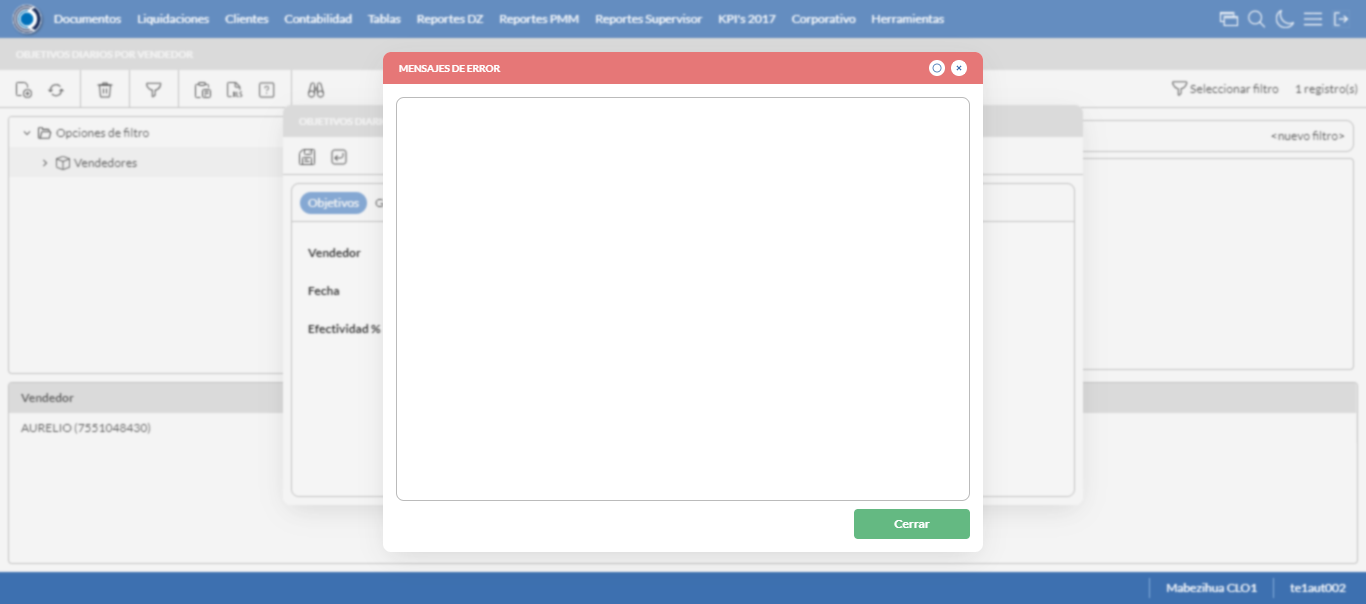 Documentos Liquidaciones Clientes Contabilidad Tablas Reportes DZ Reportes PMM Reportes Supervisor KPI's 2017 Corporativo Herramientas
OBJETIVOS DIARIOS POR VENDEDOR
MENSAJES DE ERROR
Seleccionar filtro 1 registro(s)
OBJETIVOS DIARI
Opciones de filtro
<nuevo filtro>
Vendedores
Objetivos G
Vendedor
Fecha
Efectividad %
Vendedor
AURELIO (7551048430)
Cerrar
Mabezihua CLO1 te1aut002